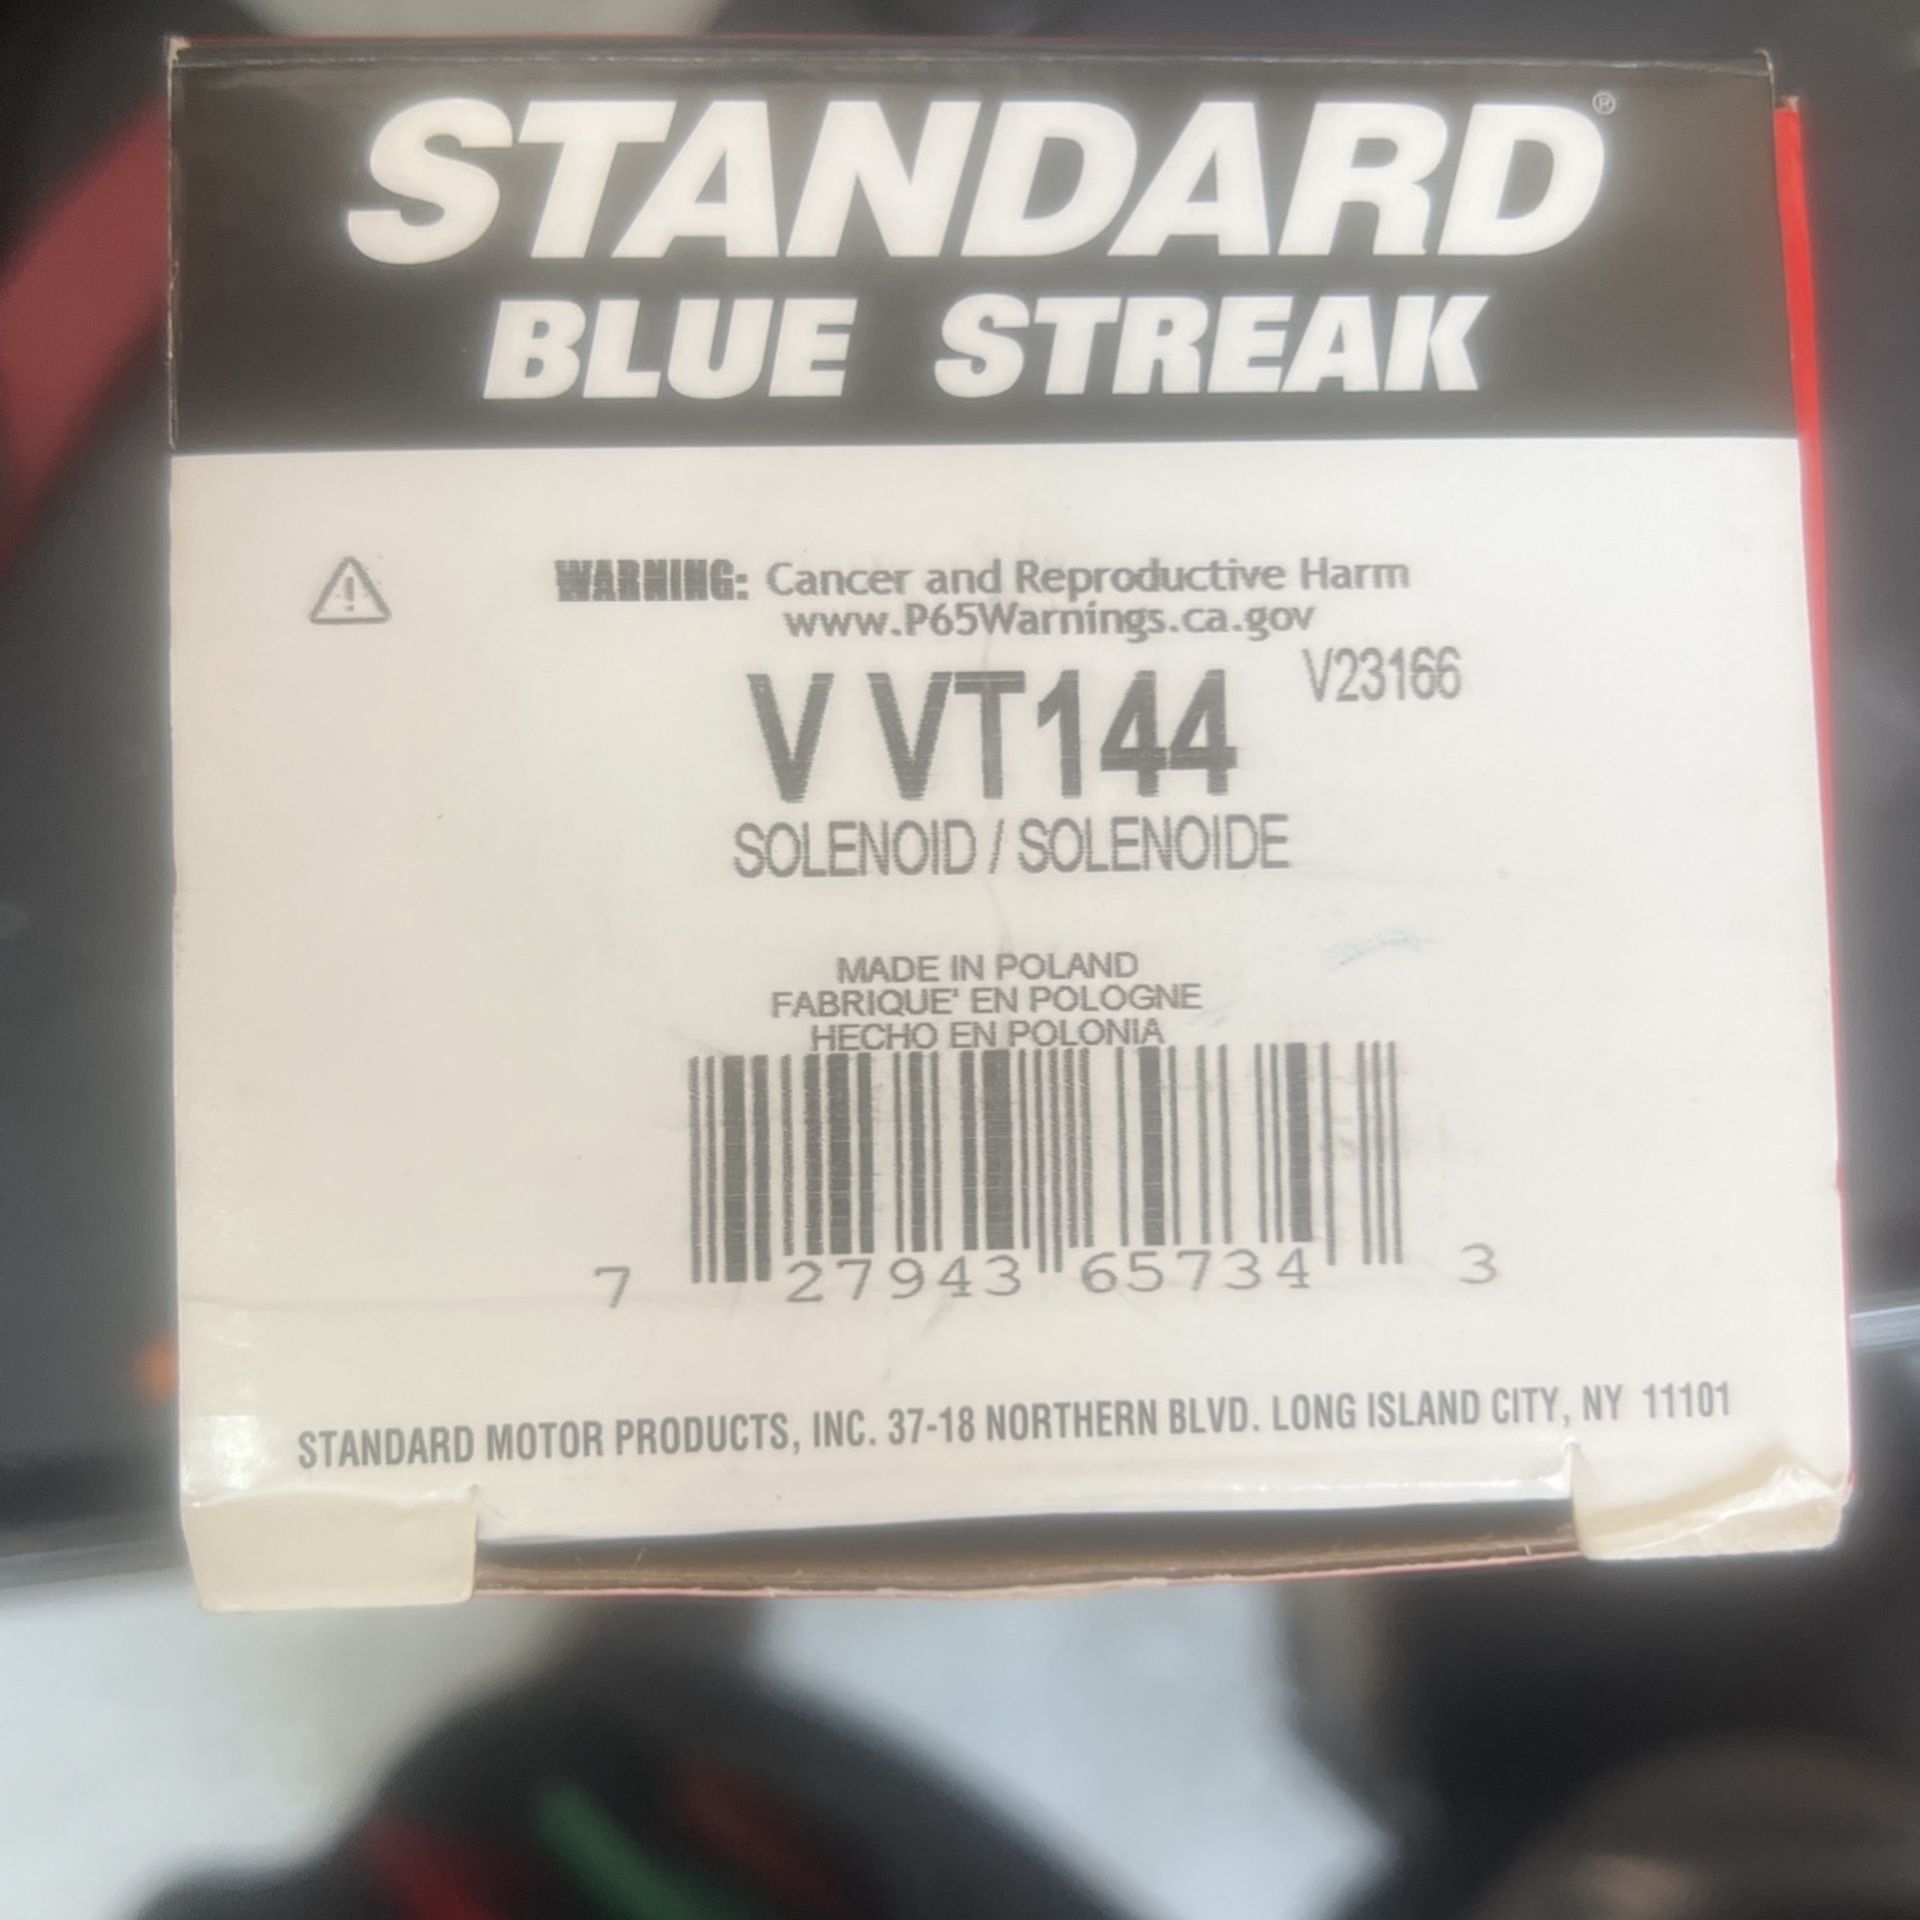 STANDARD®
BLUE STREAK
WARNING: Cancer and Reproductive Harm
www.P65Warnings.ca.gov
V VT144 V23166
SOLENOID / SOLENOIDE
MADE IN POLAND
FABRIQUE' EN POLOGNE
HECHO EN POLONIA
7 27943 65734 3
STANDARD MOTOR PRODUCTS, INC. 37-18 NORTHERN BLVD. LONG ISLAND CITY, NY 11101